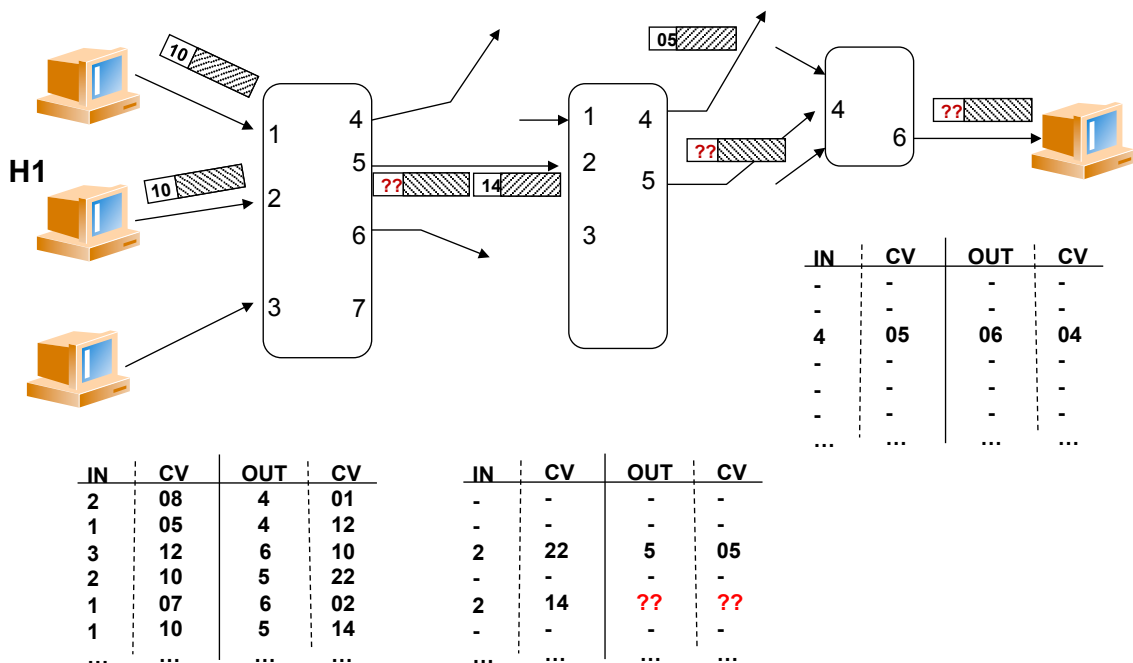 10
05
1
4
1
4
4
??
H1
10
5
2
??
6
??
14
5
2
6
3
3
7
IN CV OUT CV
- - - -
- - - -
4 05 06 04
- - - -
- - - -
- - - -
... ... ... ...
IN CV OUT CV
2 08 4 01
1 05 4 12
3 12 6 10
2 10 5 22
1 07 6 02
1 10 5 14
... ... ... ...
IN CV OUT CV
- - - -
- - - -
2 22 5 05
- - - -
2 14 ?? ??
- - - -
... ... ... ...